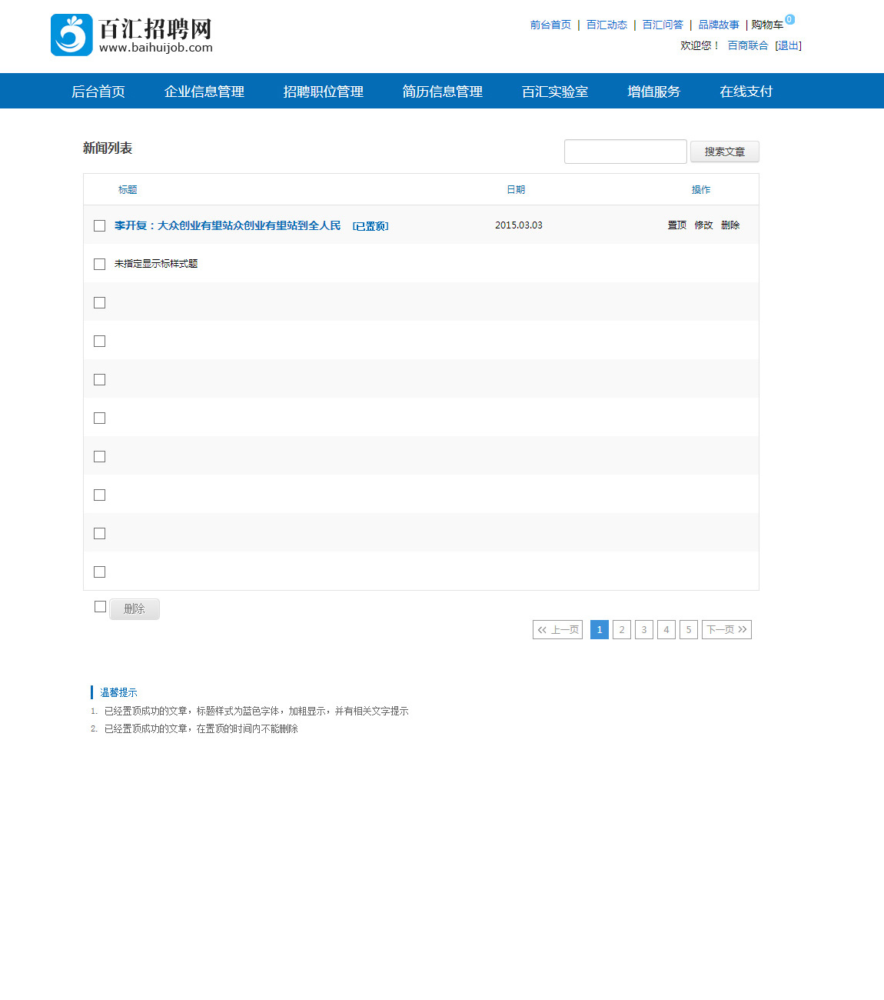 百汇招聘网
www.baihuijob.com
前台首页 | 百汇动态 | 百汇问答 | 品牌故事 | 购物车 0
欢迎您！ 百商联合 [退出]
后台首页 企业信息管理 招聘职位管理 简历信息管理 百汇实验室 增值服务 在线支付
新闻列表 搜索文章
标题 日期 操作
李开复：大众创业有望站众创业有望站到全人民 [已置顶] 2015.03.03 置顶 修改 删除
未指定显示标样式题
删除
上一页 1 2 3 4 5 下一页
温馨提示
1. 已经置顶成功的文章，标题样式为蓝色字体，加粗显示，并有相关文字提示
2. 已经置顶成功的文章，在置顶的时间内不能删除